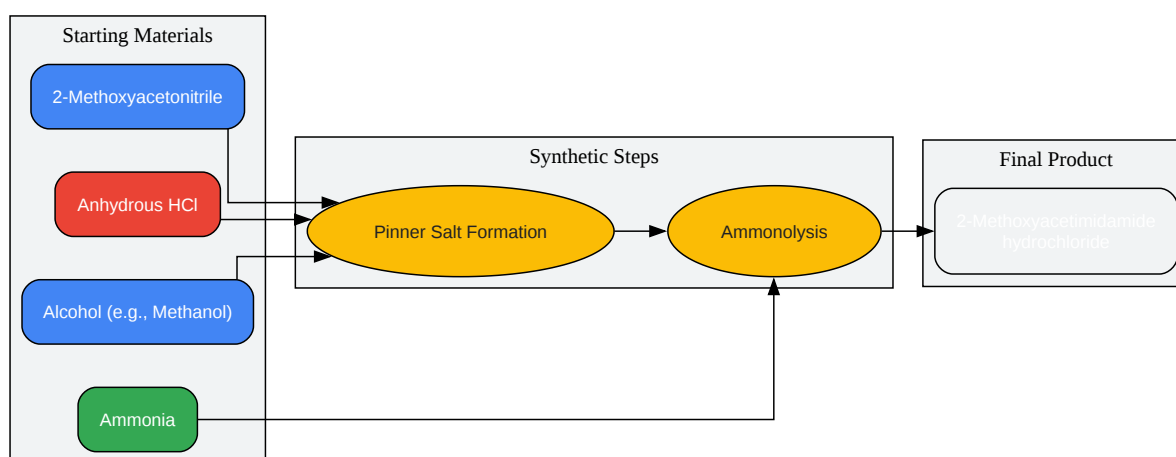 Starting Materials
2-Methoxyacetonitrile
Anhydrous HCl
Alcohol (e.g., Methanol)
Ammonia
Synthetic Steps
Pinner Salt Formation
Ammonolysis
Final Product
2-Methoxyacetimidamide
hydrochloride